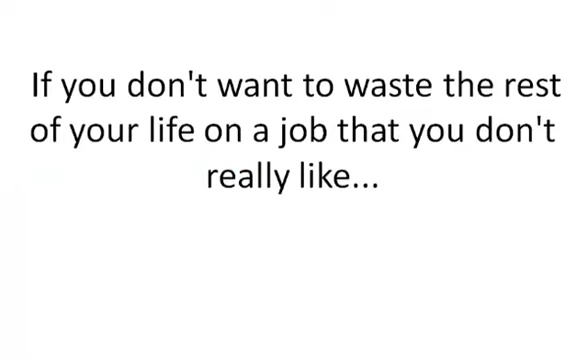 If you don't want to waste the rest
of your life on a job that you don't
really like...